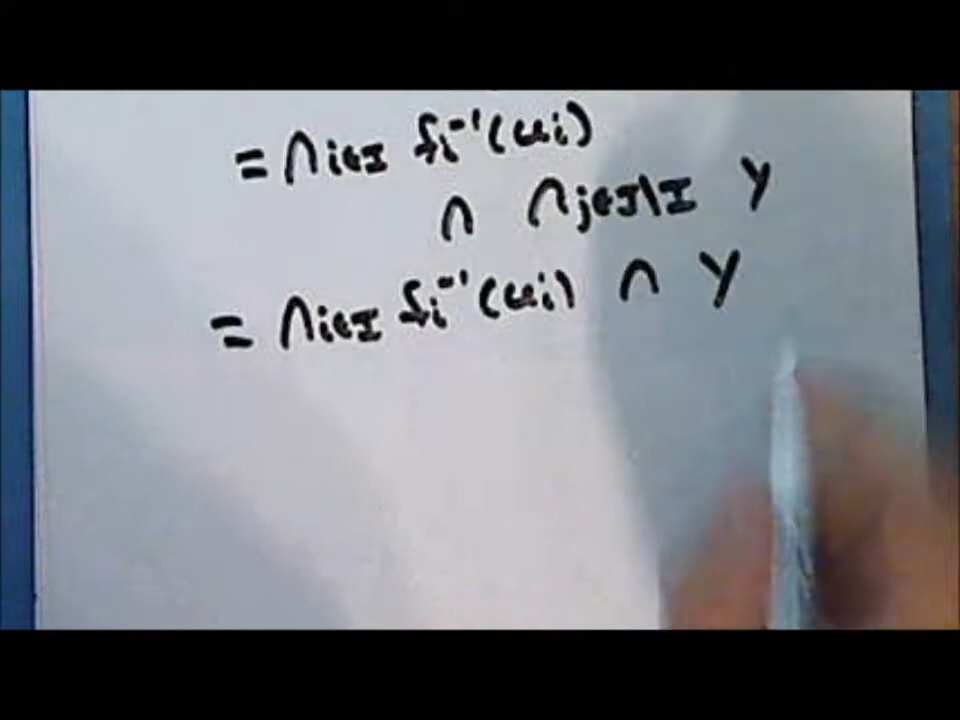 = ∩i∈I fi⁻¹(ui)
∩ ∩j∈J\I Y
= ∩i∈I fi⁻¹(ui) ∩ Y